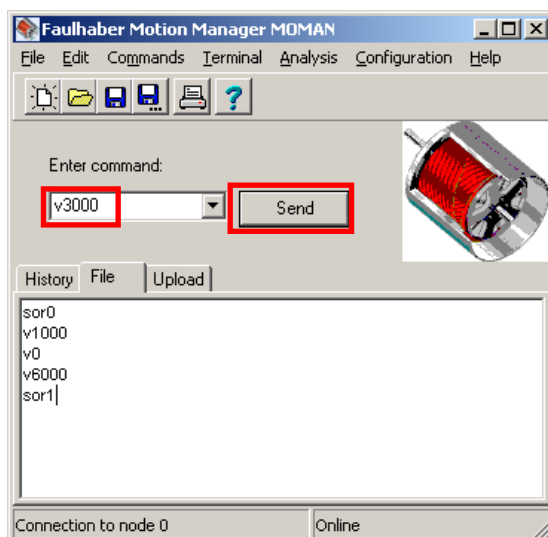 Faulhaber Motion Manager MOMAN
File Edit Commands Terminal Analysis Configuration Help
Enter command:
v3000
Send
History File Upload
sor0
v1000
v0
v6000
sor1
Connection to node 0 Online